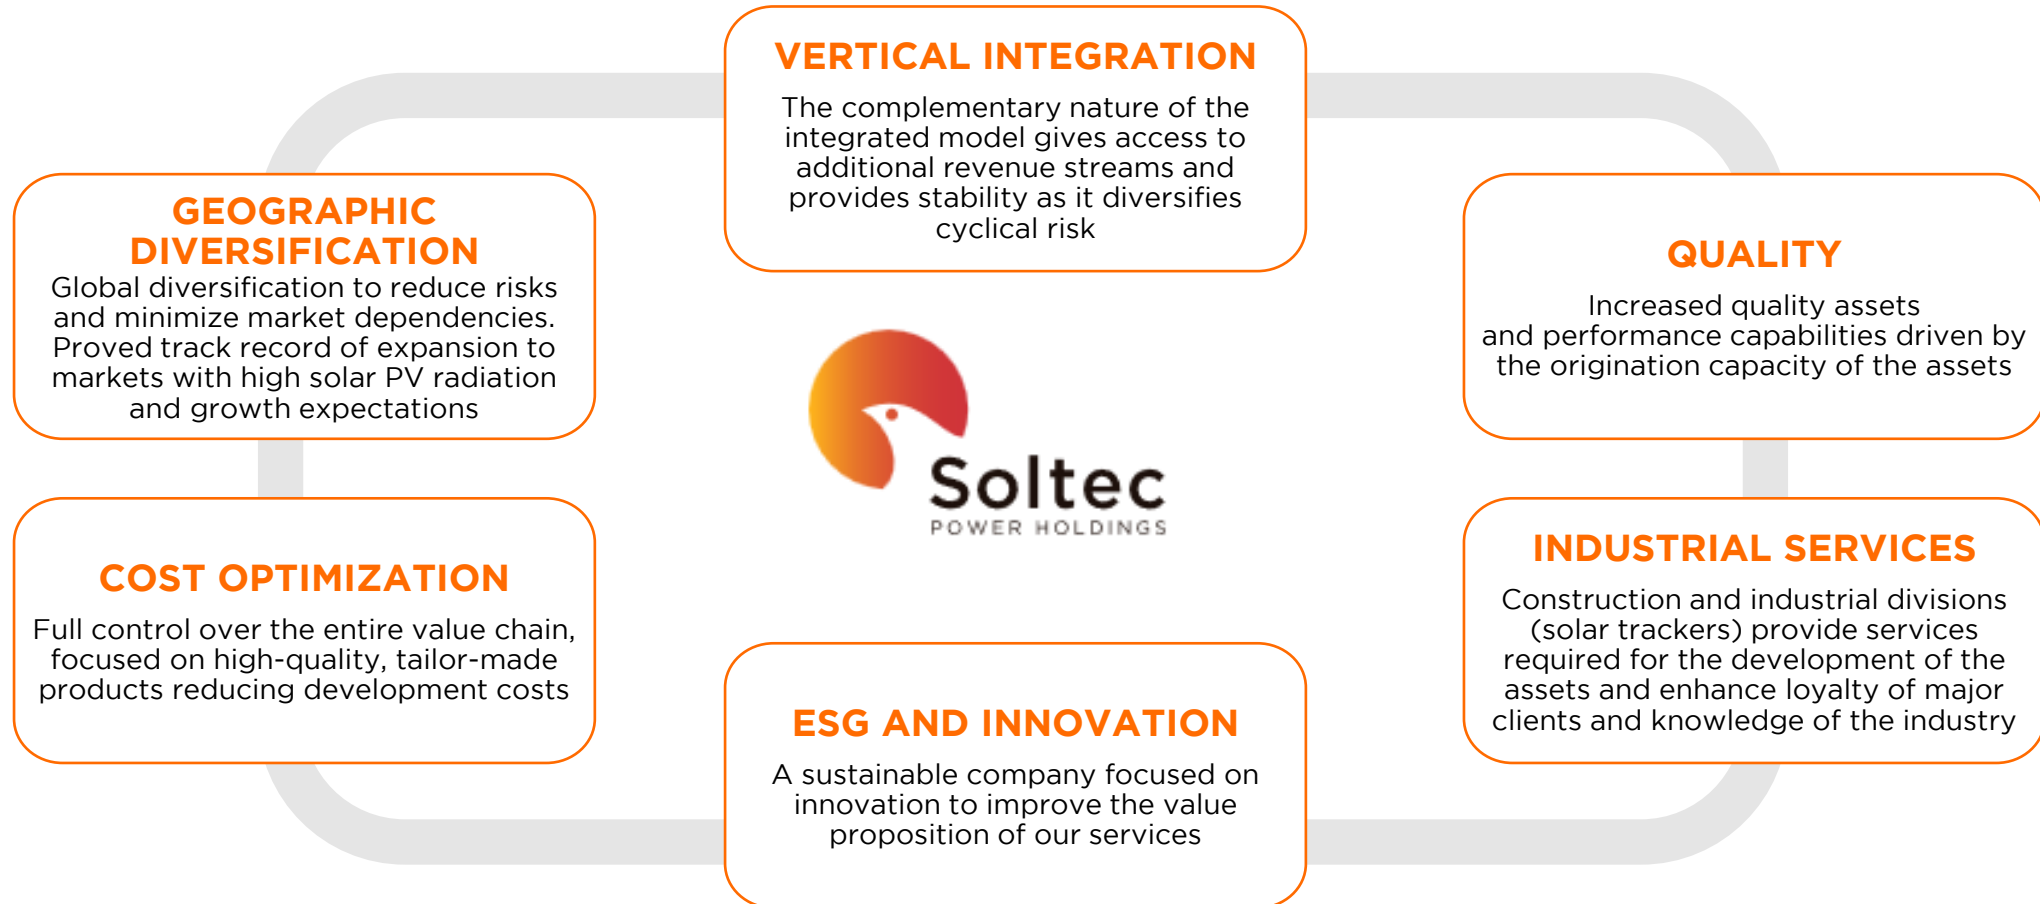 VERTICAL INTEGRATION
The complementary nature of the
integrated model gives access to
additional revenue streams and
provides stability as it diversifies
cyclical risk
GEOGRAPHIC
DIVERSIFICATION
Global diversification to reduce risks
and minimize market dependencies.
Proved track record of expansion to
markets with high solar PV radiation
and growth expectations
QUALITY
Increased quality assets
and performance capabilities driven by
the origination capacity of the assets
Soltec
POWER HOLDINGS
COST OPTIMIZATION
Full control over the entire value chain,
focused on high-quality, tailor-made
products reducing development costs
INDUSTRIAL SERVICES
Construction and industrial divisions
(solar trackers) provide services
required for the development of the
assets and enhance loyalty of major
clients and knowledge of the industry
ESG AND INNOVATION
A sustainable company focused on
innovation to improve the value
proposition of our services